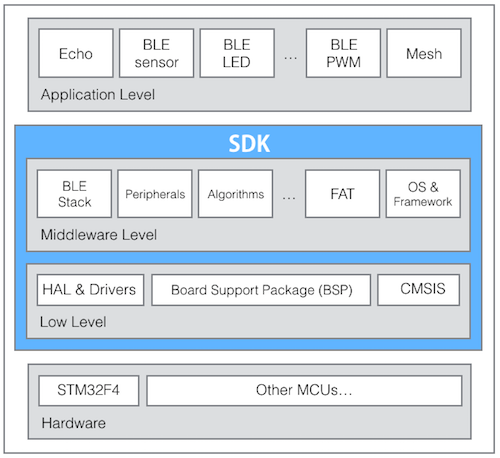 Echo
BLE
sensor
BLE
LED
...
BLE
PWM
Mesh
Application Level
SDK
BLE
Stack
Peripherals
Algorithms
...
FAT
OS &
Framework
Middleware Level
HAL & Drivers
Board Support Package (BSP)
CMSIS
Low Level
STM32F4
Other MCUs...
Hardware